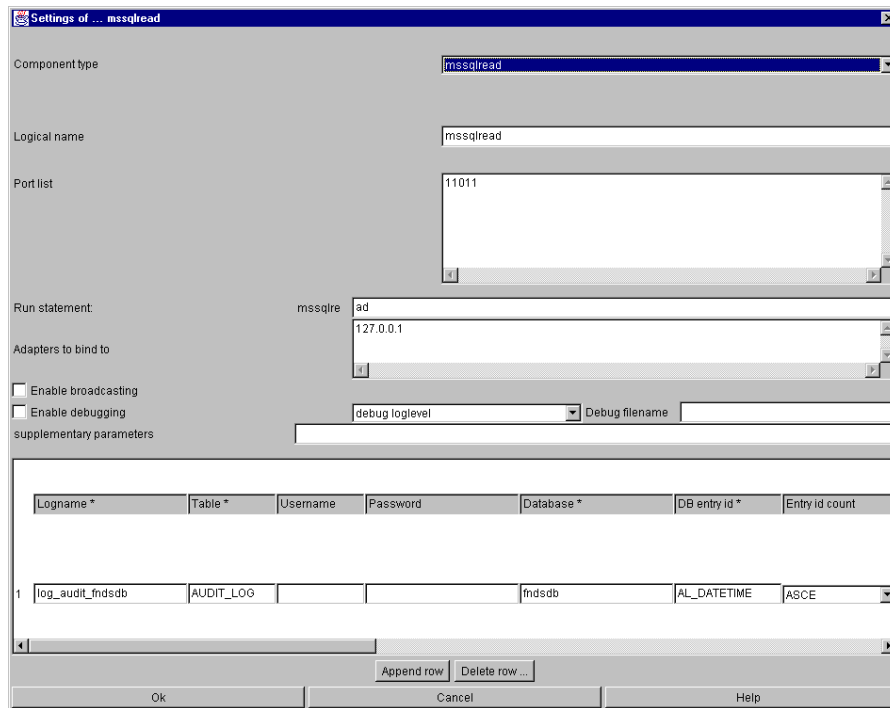 Settings of ... mssqlread
Component type mssqlread
Logical name mssqlread
Port list 11011
Run statement: mssqlre ad
Adapters to bind to 127.0.0.1
Enable broadcasting
Enable debugging debug loglevel Debug filename
supplementary parameters
Logname * Table * Username Password Database * DB entry id * Entry id count
1 log_audit_fndsdb AUDIT_LOG fndsdb AL_DATETIME ASCE
Append row Delete row ...
Ok Cancel Help